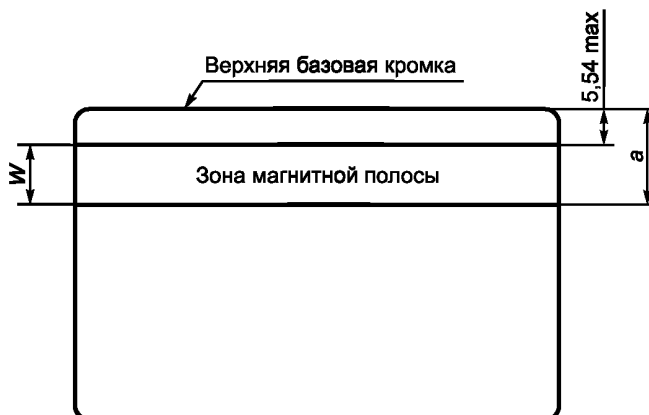 Верхняя базовая кромка
5,54 max
a
W
Зона магнитной полосы